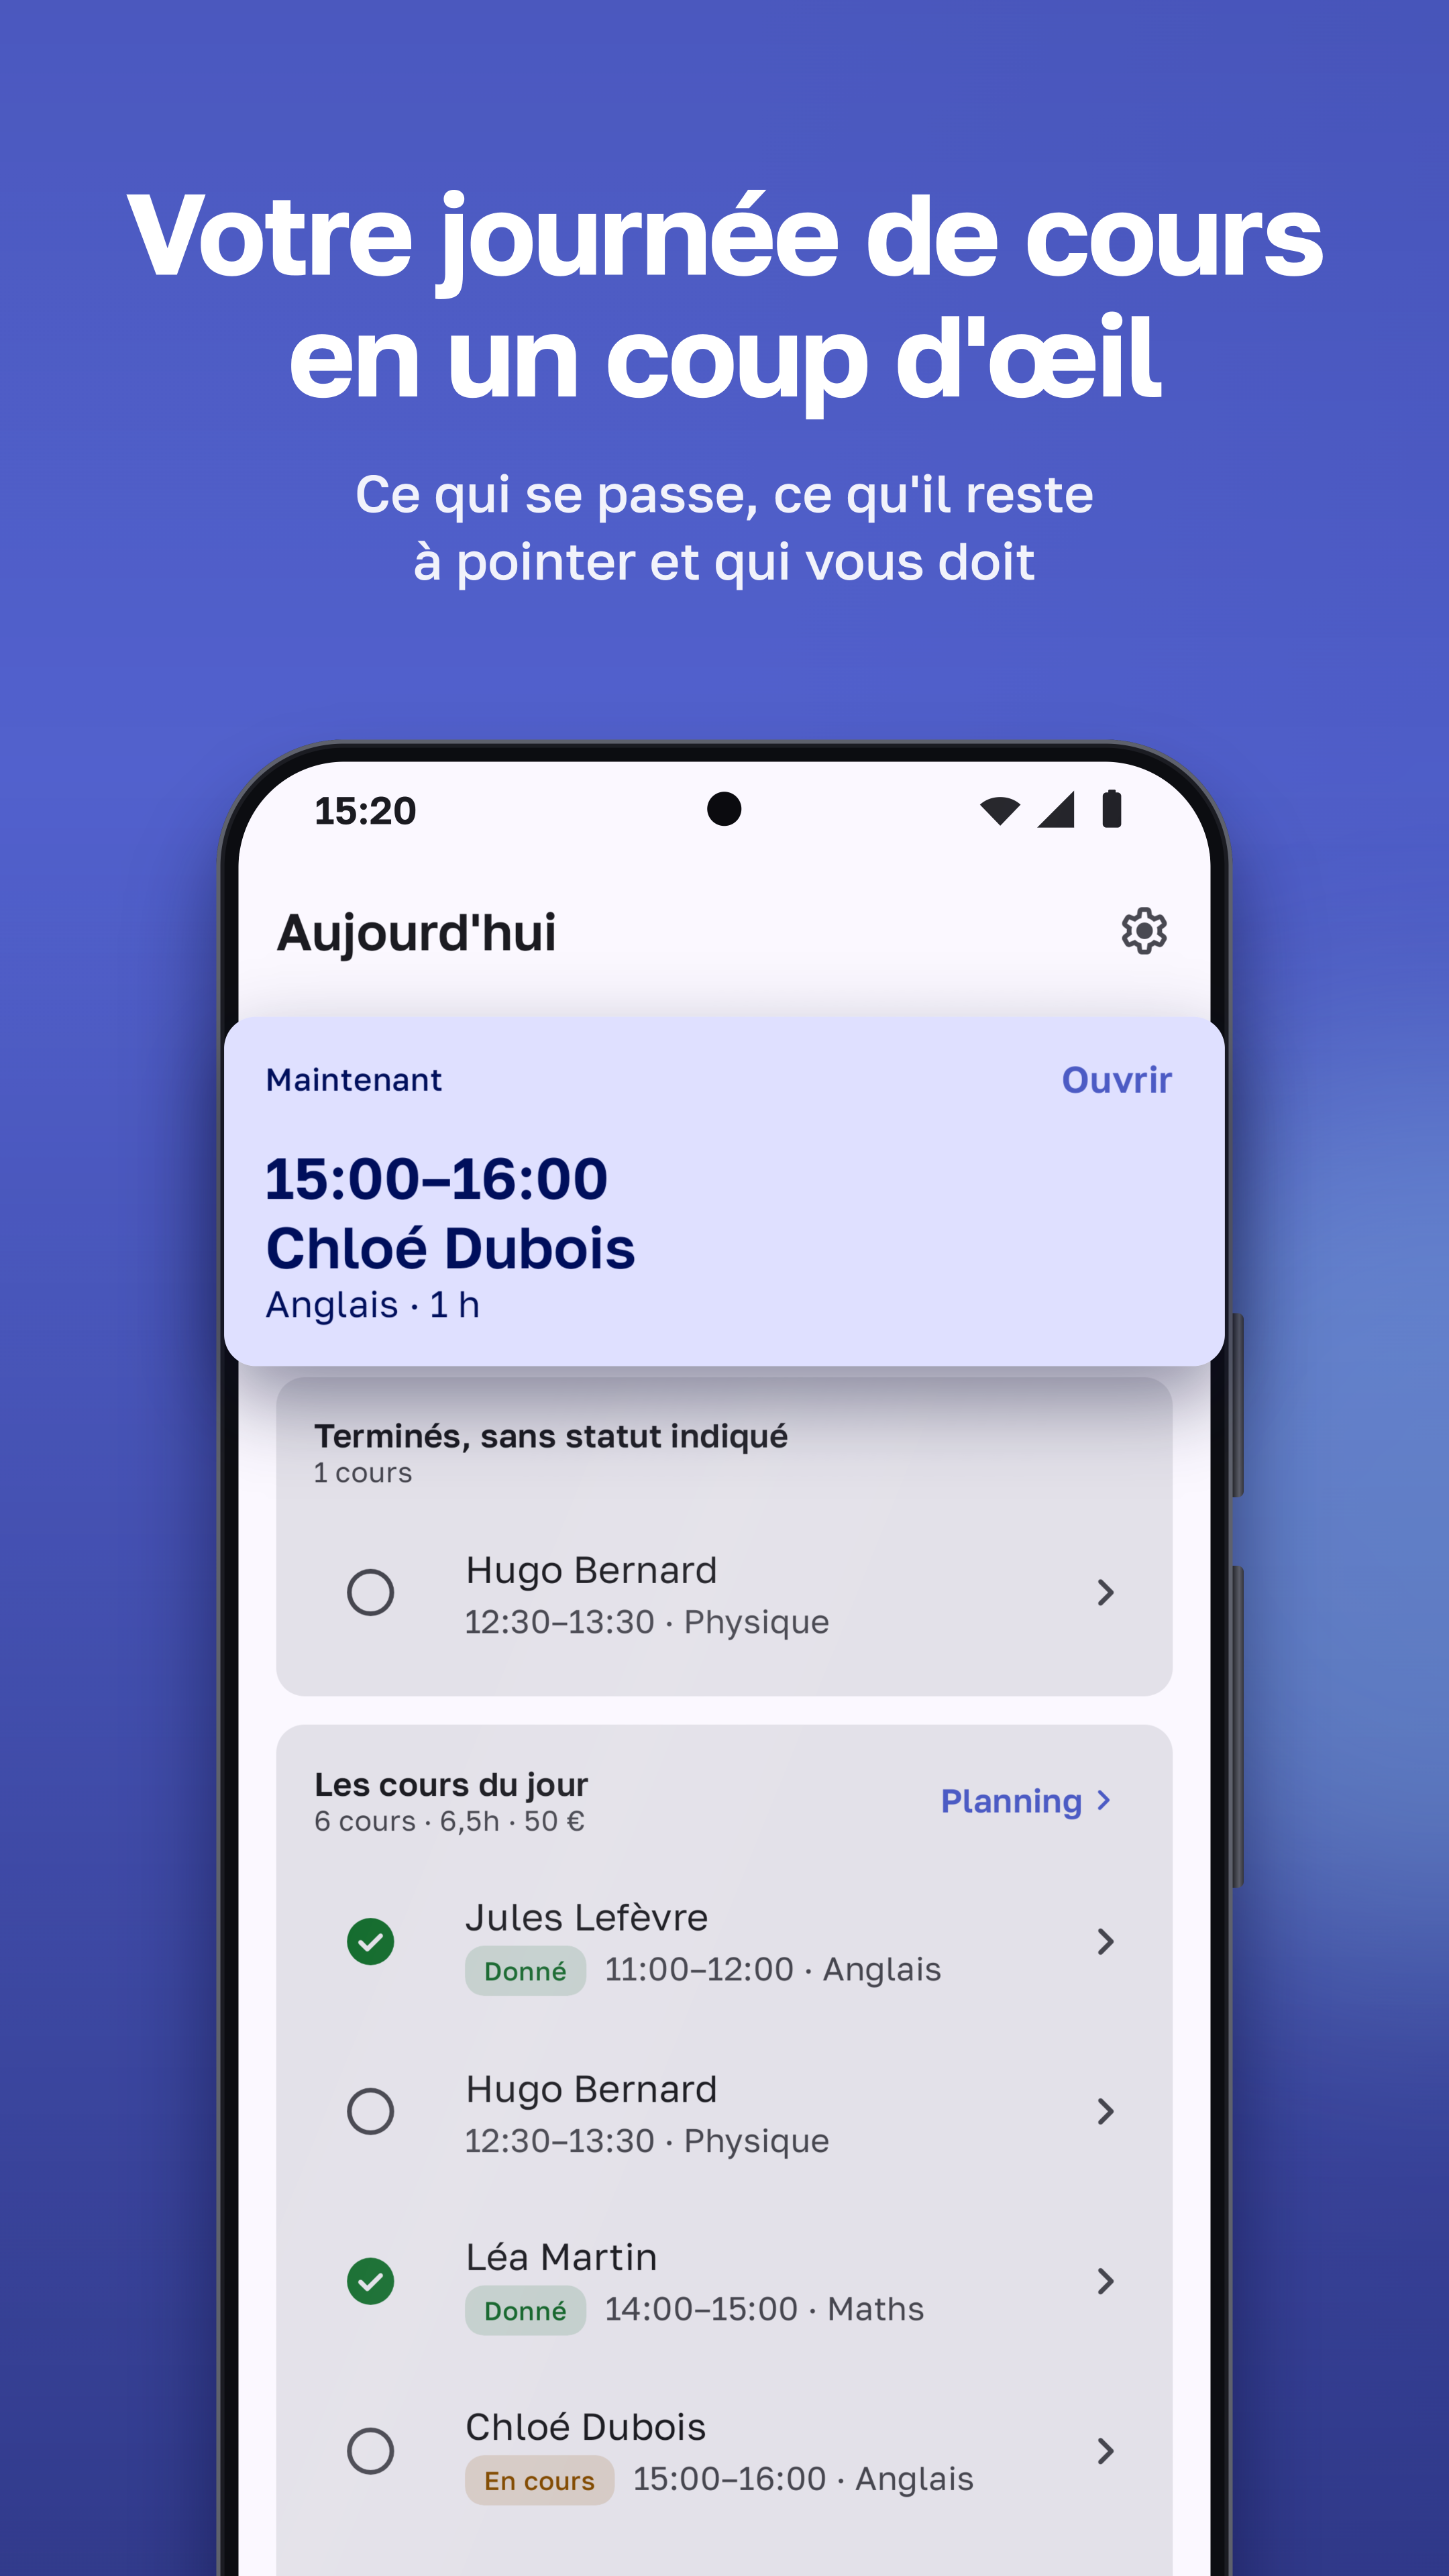 Votre journée de cours
en un coup d'œil
Ce qui se passe, ce qu'il reste
à pointer et qui vous doit
15:20
Aujourd'hui
Maintenant
Ouvrir
15:00–16:00
Chloé Dubois
Anglais · 1 h
Terminés, sans statut indiqué
1 cours
Hugo Bernard
12:30–13:30 · Physique
Les cours du jour
6 cours · 6,5h · 50 €
Planning
Jules Lefèvre
Donné 11:00–12:00 · Anglais
Hugo Bernard
12:30–13:30 · Physique
Léa Martin
Donné 14:00–15:00 · Maths
Chloé Dubois
En cours 15:00–16:00 · Anglais